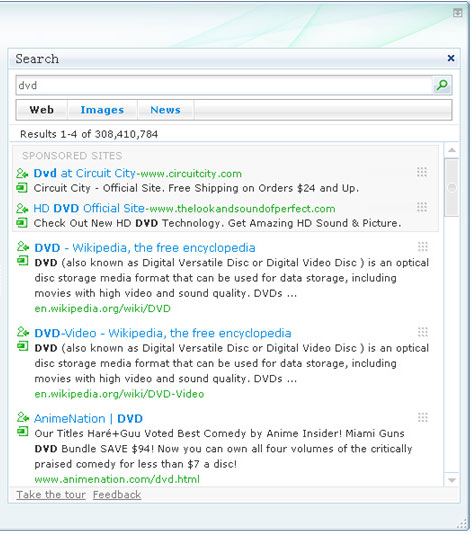 Search
dvd
Web Images News
Results 1-4 of 308,410,784
SPONSORED SITES
Dvd at Circuit City-www.circuitcity.com
Circuit City - Official Site. Free Shipping on Orders $24 and Up.
HD DVD Official Site-www.thelookandsoundofperfect.com
Check Out New HD DVD Technology. Get Amazing HD Sound & Picture.
DVD - Wikipedia, the free encyclopedia
DVD (also known as Digital Versatile Disc or Digital Video Disc ) is an optical
disc storage media format that can be used for data storage, including
movies with high video and sound quality. DVDs ...
en.wikipedia.org/wiki/DVD
DVD-Video - Wikipedia, the free encyclopedia
DVD (also known as Digital Versatile Disc or Digital Video Disc ) is an optical
disc storage media format that can be used for data storage, including
movies with high video and sound quality. DVDs ...
en.wikipedia.org/wiki/DVD-Video
AnimeNation | DVD
Our Titles Haré+Guu Voted Best Comedy by Anime Insider! Miami Guns
DVD Bundle SAVE $94! Now you can own all four volumes of the critically
praised comedy for less than $7 a disc!
www.animenation.com/dvd.html
Take the tour Feedback